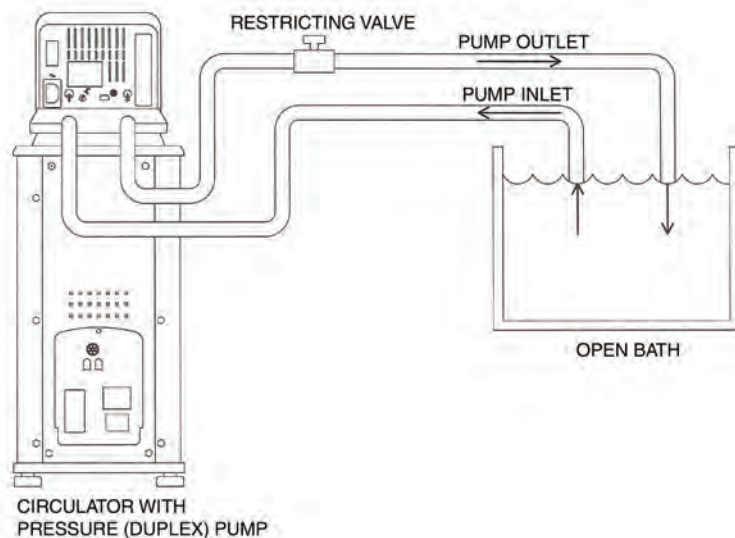 RESTRICTING VALVE
PUMP OUTLET
PUMP INLET
OPEN BATH
CIRCULATOR WITH
PRESSURE (DUPLEX) PUMP